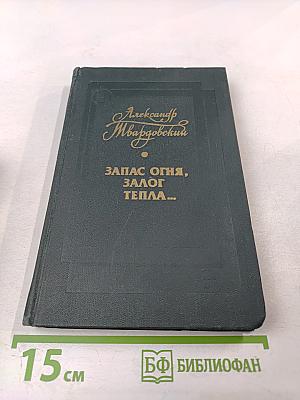 Александр
Твардовский
ЗАПАС ОГНЯ,
ЗАЛОГ
ТЕПЛА...
15 см
БФ БИБЛИОФАН